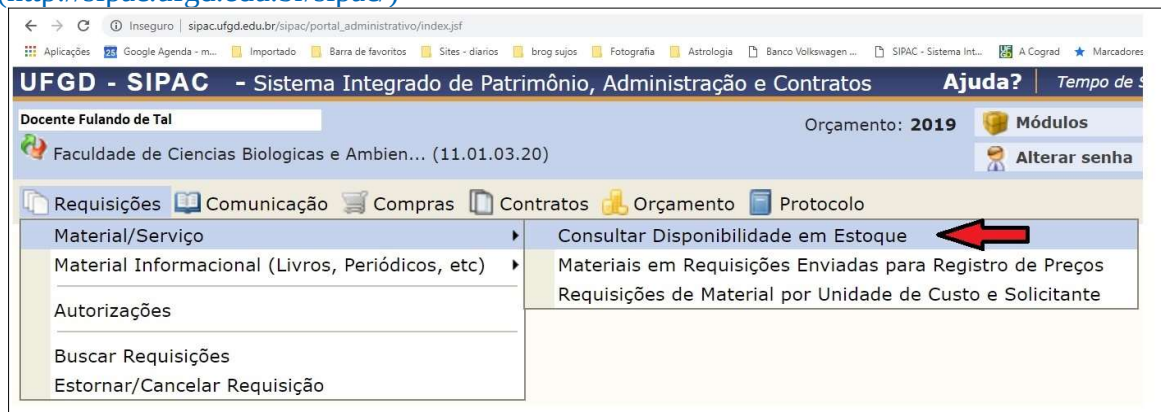 (http://sipac.ufgd.edu.br/sipac/)
Inseguro | sipac.ufgd.edu.br/sipac/portal_administrativo/index.jsf
Aplicações 25 Google Agenda - m... Importado Barra de favoritos Sites - diarios brog sujos Fotografia Astrologia Banco Volkswagen ... SIPAC - Sistema Int... A Cograd Marcadores
UFGD - SIPAC - Sistema Integrado de Patrimônio, Administração e Contratos Ajuda? Tempo de S
Docente Fulando de Tal Orçamento: 2019 Módulos
Faculdade de Ciencias Biologicas e Ambien... (11.01.03.20) Alterar senha
Requisições Comunicação Compras Contratos Orçamento Protocolo
Material/Serviço Consultar Disponibilidade em Estoque
Material Informacional (Livros, Periódicos, etc) Materiais em Requisições Enviadas para Registro de Preços
Requisições de Material por Unidade de Custo e Solicitante
Autorizações
Buscar Requisições
Estornar/Cancelar Requisição